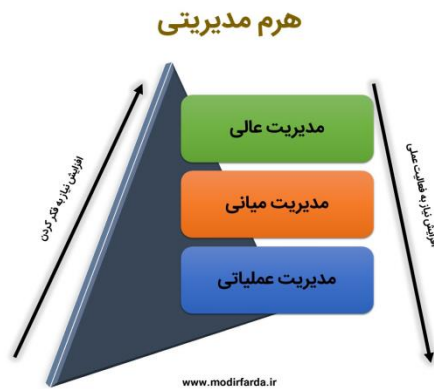 هرم مدیریتی
مدیریت عالی
مدیریت میانی
مدیریت عملیاتی
افزایش نیاز به فعالیت عملی
افزایش نیاز به فکر کردن
www.modirfarda.ir